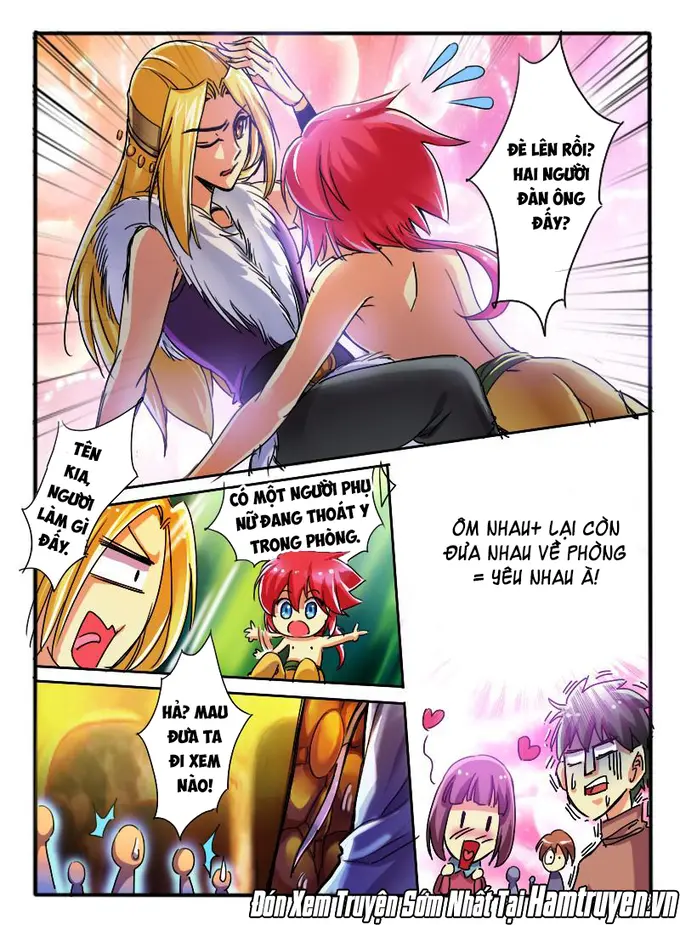 ĐÈ LÊN RỒI?
HAI NGƯỜI
ĐÀN ÔNG
ĐẤY?
TÊN
KIA,
NGƯƠI
LÀM GÌ
ĐẤY.
CÓ MỘT NGƯỜI PHỤ
NỮ ĐANG THOÁT Y
TRONG PHÒNG.
ÔM NHAU+ LẠI CÒN
ĐƯA NHAU VỀ PHÒNG
= YÊU NHAU À!
HẢ? MAU
ĐƯA TA
ĐI XEM
NÀO!
Đón Xem Truyện Sớm Nhất Tại Hamtruyen.vn